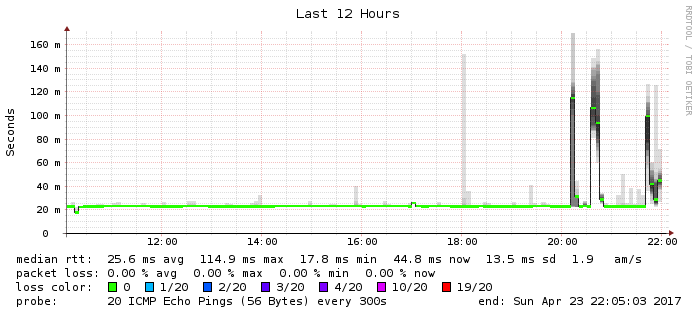 Last 12 Hours
RRDTOOL / TOBI OETIKER
Seconds
160 m
140 m
120 m
100 m
80 m
60 m
40 m
20 m
0
12:00 14:00 16:00 18:00 20:00 22:00
median rtt: 25.6 ms avg 114.9 ms max 17.8 ms min 44.8 ms now 13.5 ms sd 1.9 am/s
packet loss: 0.00 % avg 0.00 % max 0.00 % min 0.00 % now
loss color: 0 1/20 2/20 3/20 4/20 10/20 19/20
probe: 20 ICMP Echo Pings (56 Bytes) every 300s end: Sun Apr 23 22:05:03 2017